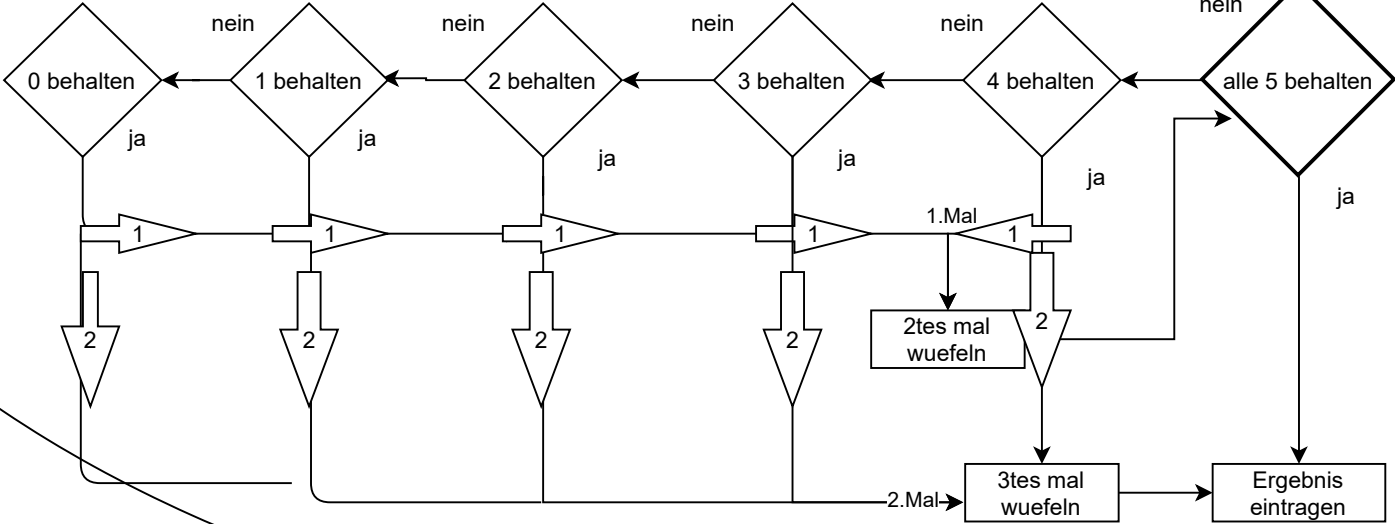 nein
nein
nein
nein
nein
0 behalten
1 behalten
2 behalten
3 behalten
4 behalten
alle 5 behalten
ja
ja
ja
ja
ja
ja
1.Mal
1
1
1
1
1
2tes mal
wuefeln
2
2
2
2
2
3tes mal
wuefeln
Ergebnis
eintragen
2.Mal